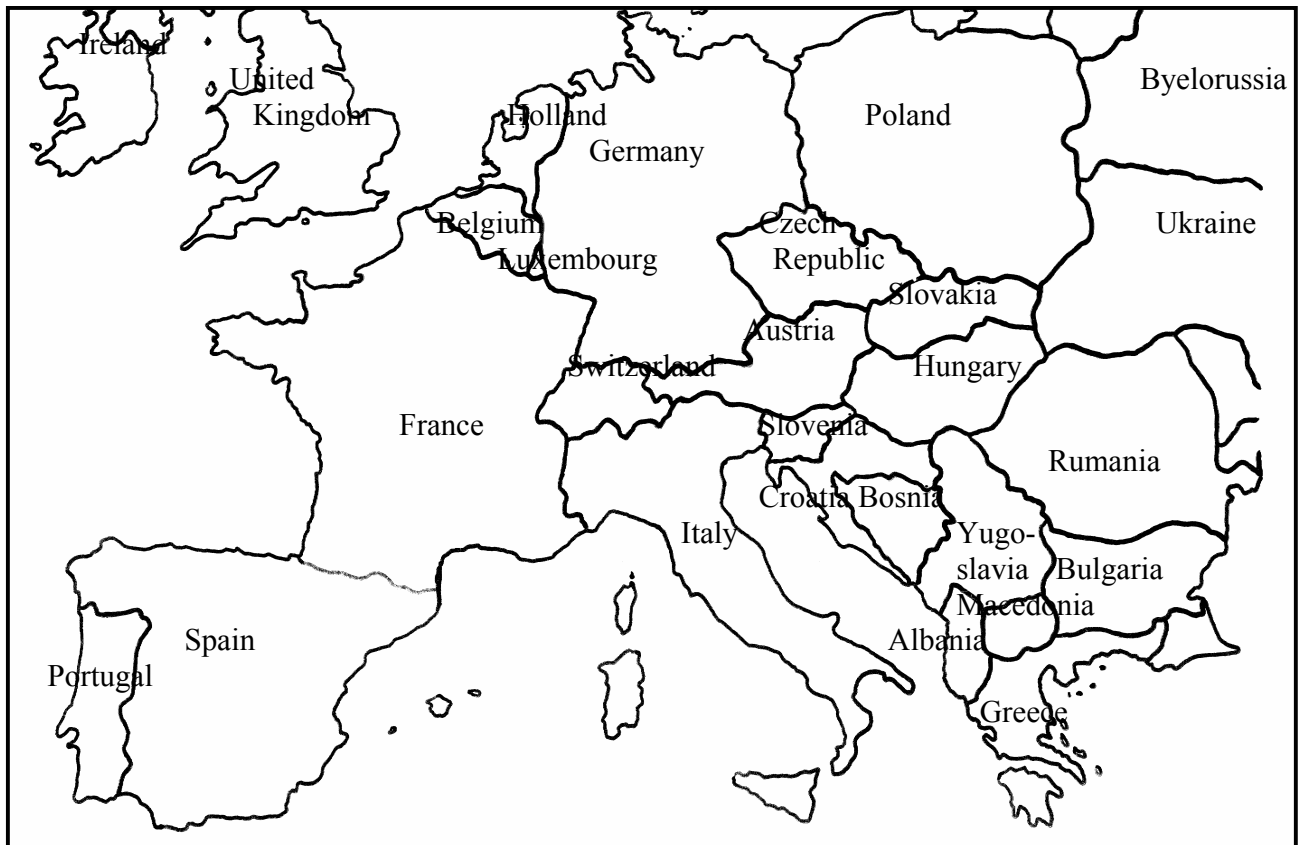 Ireland
United
Kingdom
Byelorussia
Holland
Poland
Germany
Belgium
Czech
Ukraine
Luxembourg
Republic
Slovakia
Austria
Switzerland
Hungary
France
Slovenia
Rumania
Croatia
Bosnia
Italy
Yugo-
slavia
Bulgaria
Macedonia
Spain
Albania
Portugal
Greece